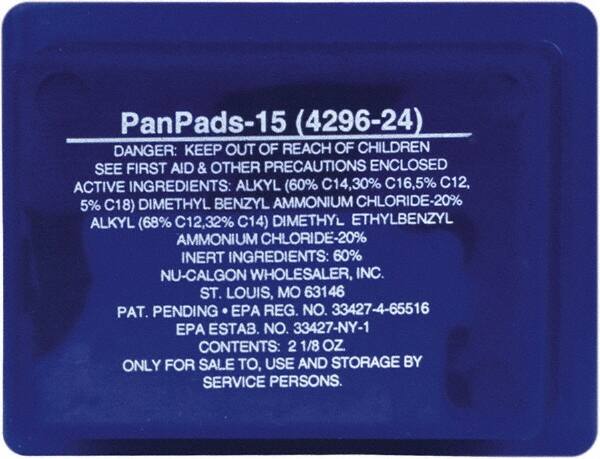 PanPads-15 (4296-24)
DANGER: KEEP OUT OF REACH OF CHILDREN
SEE FIRST AID & OTHER PRECAUTIONS ENCLOSED
ACTIVE INGREDIENTS: ALKYL (60% C14,30% C16,5% C12,
5% C18) DIMETHYL BENZYL AMMONIUM CHLORIDE-20%
ALKYL (68% C12,32% C14) DIMETHYL ETHYLBENZYL
AMMONIUM CHLORIDE-20%
INERT INGREDIENTS: 60%
NU-CALGON WHOLESALER, INC.
ST. LOUIS, MO 63146
PAT. PENDING • EPA REG. NO. 33427-4-65516
EPA ESTAB. NO. 33427-NY-1
CONTENTS: 2 1/8 OZ.
ONLY FOR SALE TO, USE AND STORAGE BY
SERVICE PERSONS.